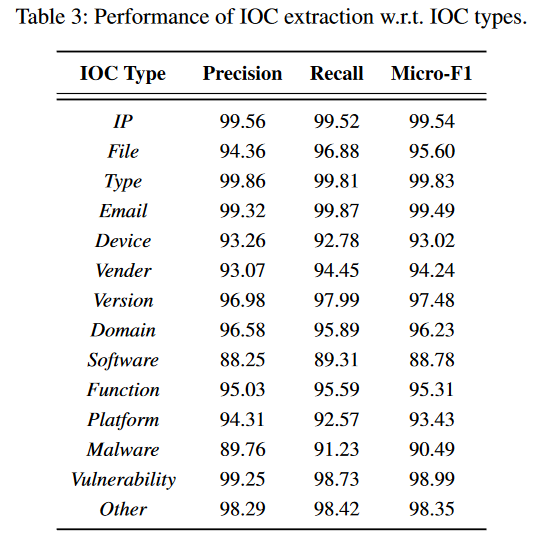 Table 3: Performance of IOC extraction w.r.t. IOC types.
IOC Type Precision Recall Micro-F1
IP 99.56 99.52 99.54
File 94.36 96.88 95.60
Type 99.86 99.81 99.83
Email 99.32 99.87 99.49
Device 93.26 92.78 93.02
Vender 93.07 94.45 94.24
Version 96.98 97.99 97.48
Domain 96.58 95.89 96.23
Software 88.25 89.31 88.78
Function 95.03 95.59 95.31
Platform 94.31 92.57 93.43
Malware 89.76 91.23 90.49
Vulnerability 99.25 98.73 98.99
Other 98.29 98.42 98.35